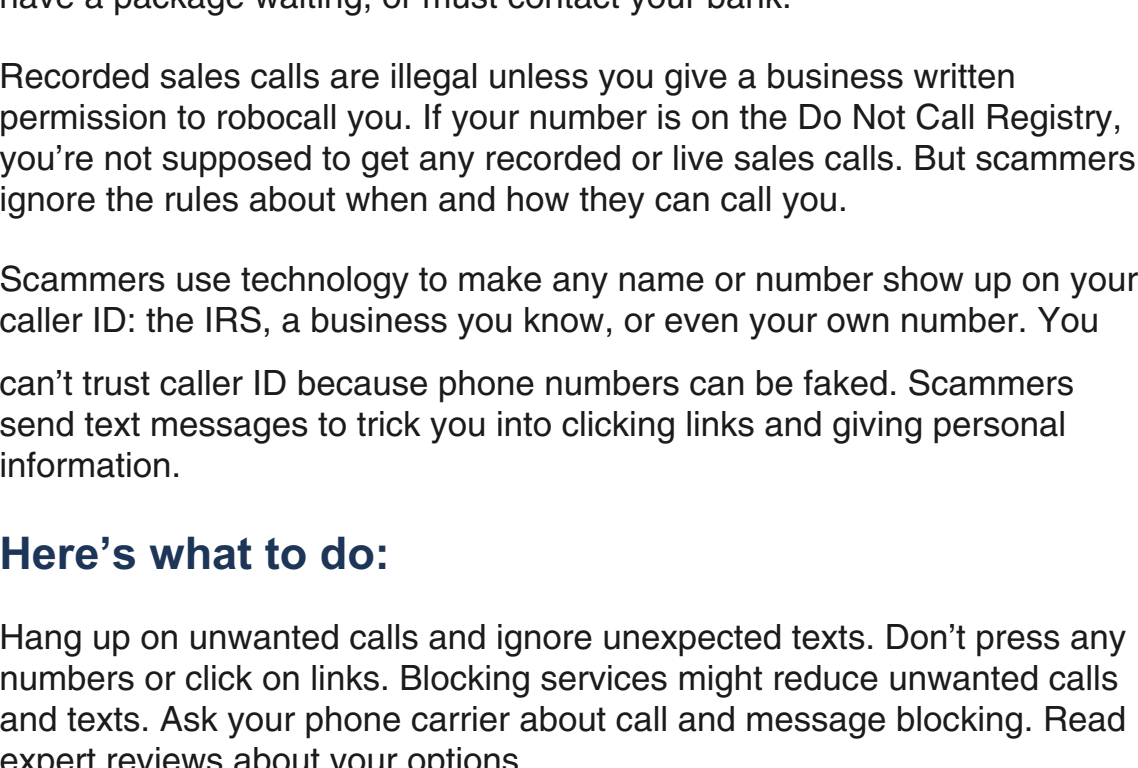 have a package waiting, or must contact your bank.
Recorded sales calls are illegal unless you give a business written
permission to robocall you. If your number is on the Do Not Call Registry,
you’re not supposed to get any recorded or live sales calls. But scammers
ignore the rules about when and how they can call you.
Scammers use technology to make any name or number show up on your
caller ID: the IRS, a business you know, or even your own number. You
can’t trust caller ID because phone numbers can be faked. Scammers
send text messages to trick you into clicking links and giving personal
information.
Here’s what to do:
Hang up on unwanted calls and ignore unexpected texts. Don’t press any
numbers or click on links. Blocking services might reduce unwanted calls
and texts. Ask your phone carrier about call and message blocking. Read
expert reviews about your options